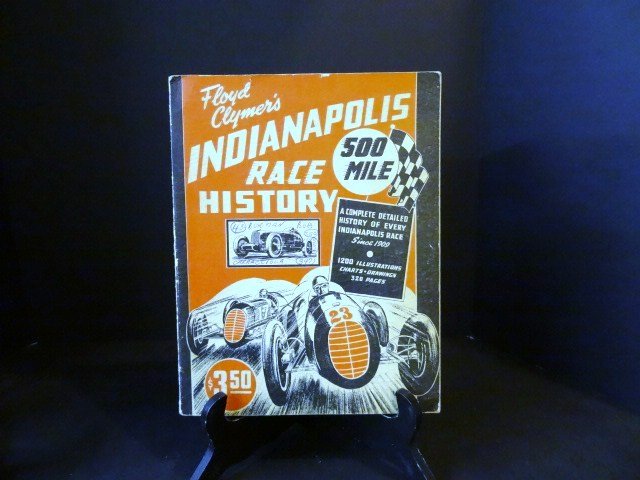 Floyd
Clymer's
INDIANAPOLIS
500
MILE
RACE
HISTORY
A COMPLETE DETAILED
HISTORY OF EVERY
INDIANAPOLIS RACE
Since 1909
1200 ILLUSTRATIONS
CHARTS • DRAWINGS
320 PAGES
23
$3.50